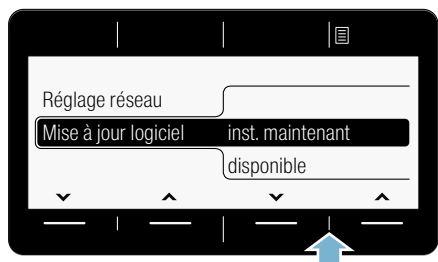 Réglage réseau
Mise à jour logiciel inst. maintenant
disponible